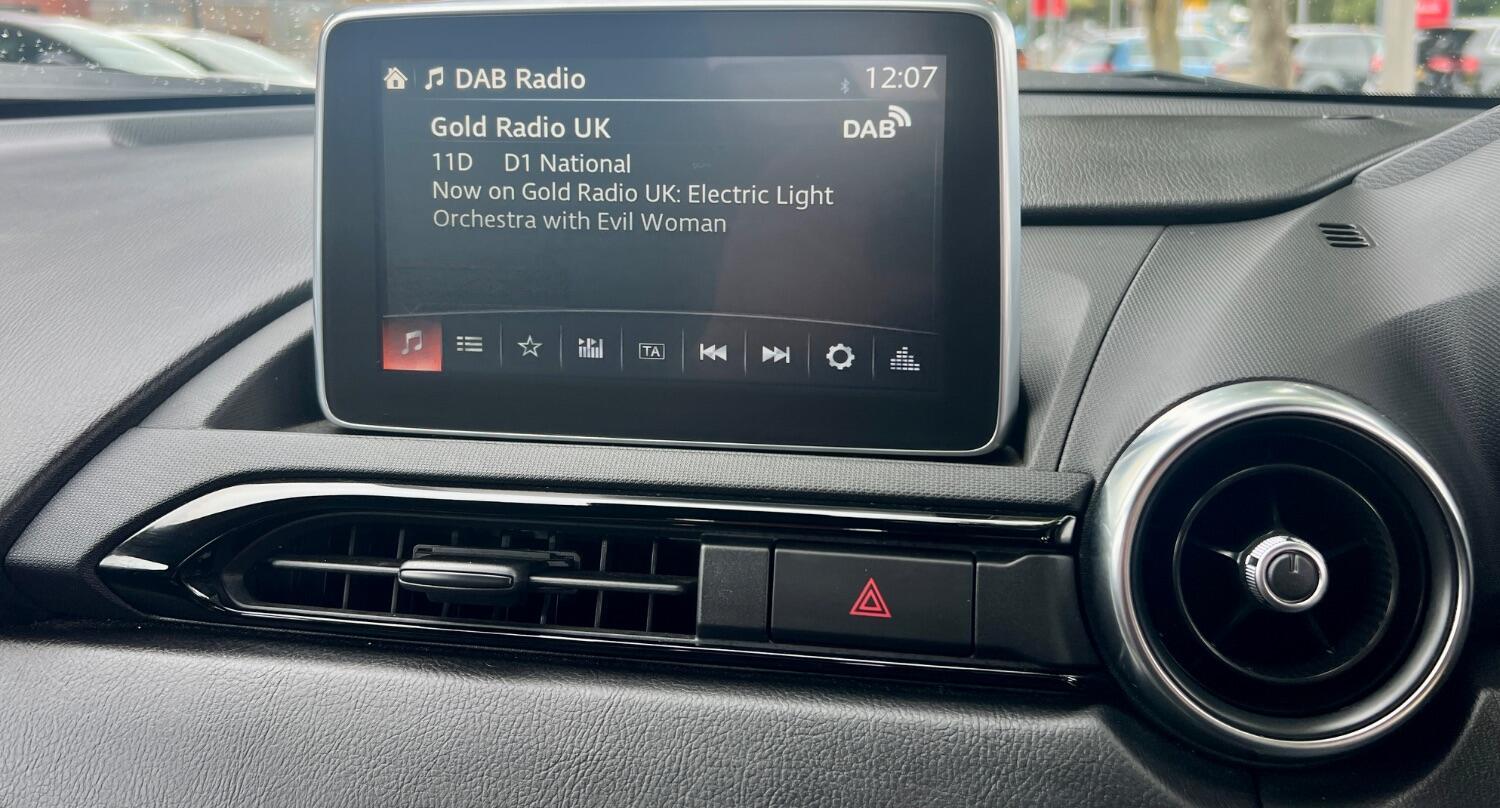 DAB Radio 12:07
Gold Radio UK DAB
11D D1 National
Now on Gold Radio UK: Electric Light
Orchestra with Evil Woman
TA